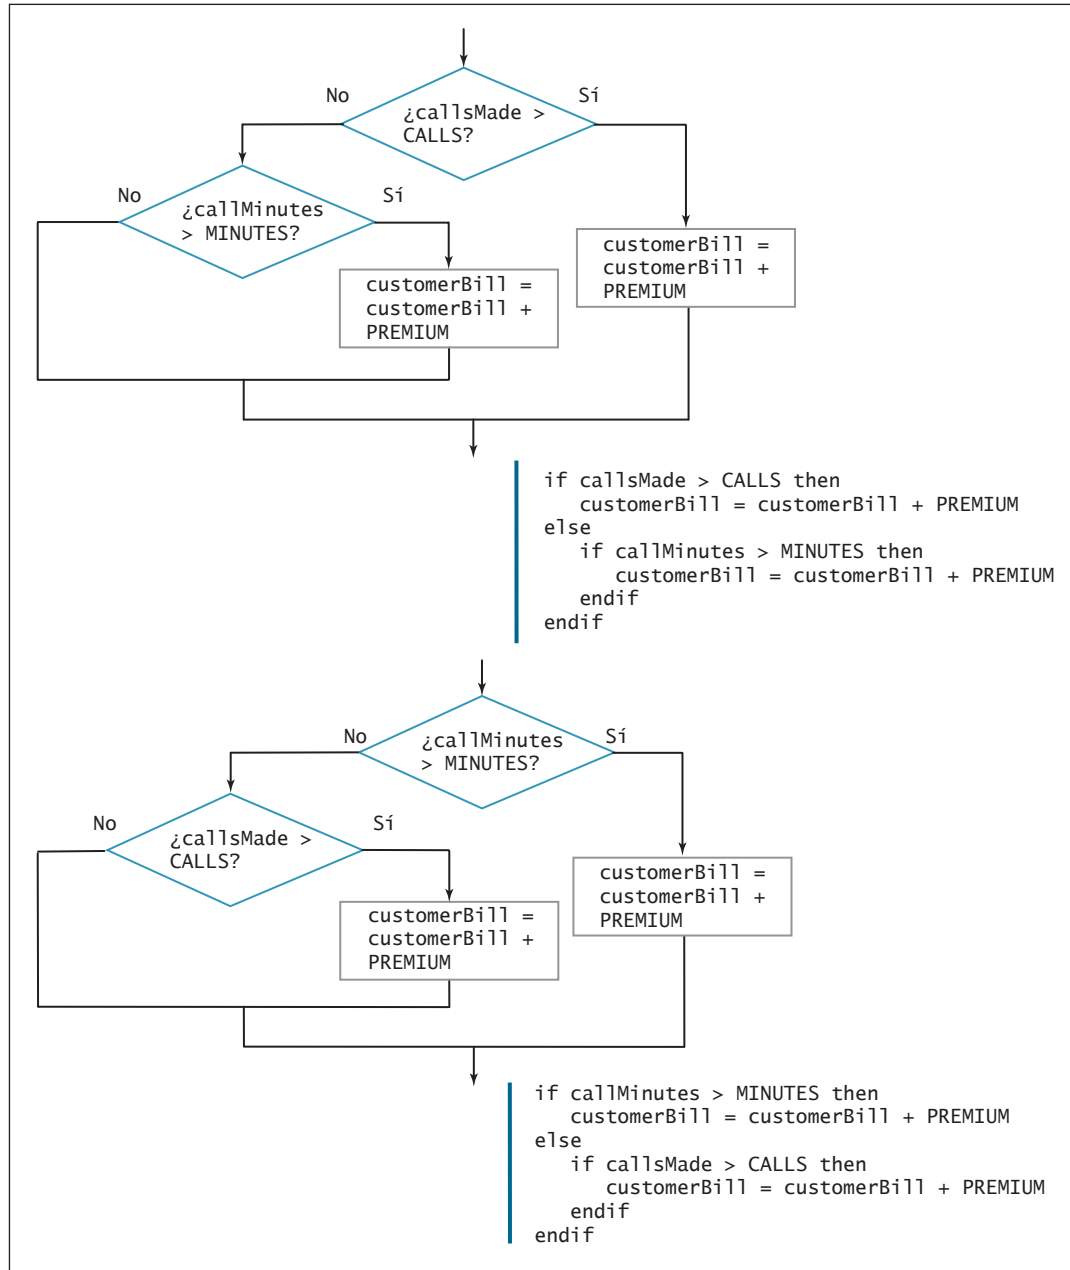 No
Sí
¿callsMade >
CALLS?
No
Sí
¿callMinutes
> MINUTES?
customerBill =
customerBill +
PREMIUM
customerBill =
customerBill +
PREMIUM
if callsMade > CALLS then
customerBill = customerBill + PREMIUM
else
if callMinutes > MINUTES then
customerBill = customerBill + PREMIUM
endif
endif
No
Sí
¿callMinutes
> MINUTES?
No
Sí
¿callsMade >
CALLS?
customerBill =
customerBill +
PREMIUM
customerBill =
customerBill +
PREMIUM
if callMinutes > MINUTES then
customerBill = customerBill + PREMIUM
else
if callsMade > CALLS then
customerBill = customerBill + PREMIUM
endif
endif